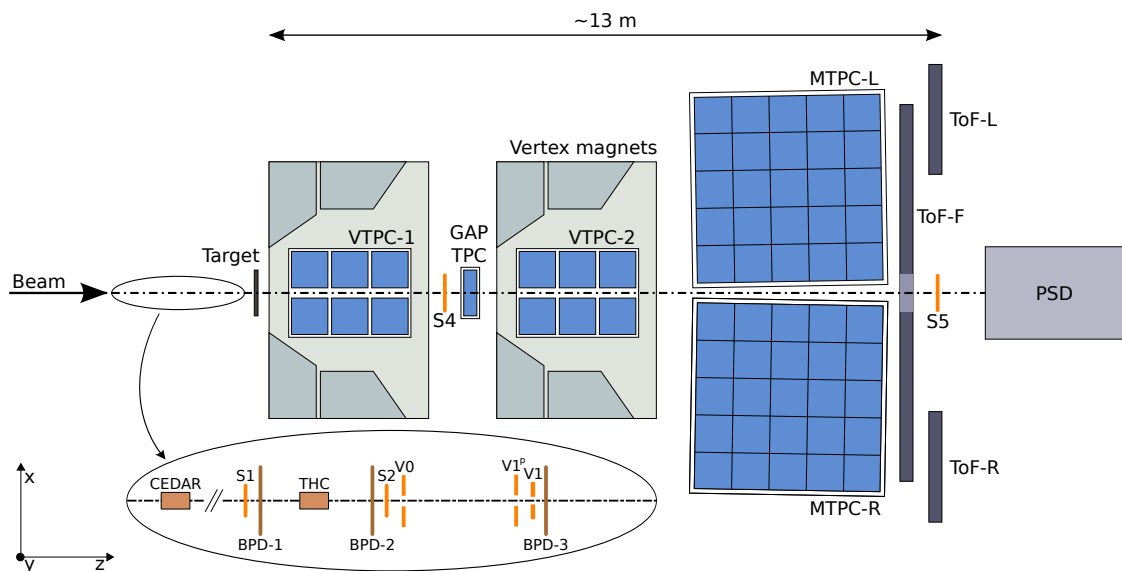 ~13 m
MTPC-L
ToF-L
Vertex magnets
ToF-F
VTPC-1
GAP
TPC
VTPC-2
Target
Beam
S4
S5
PSD
ToF-R
MTPC-R
x
y
z
CEDAR
S1
BPD-1
THC
BPD-2
S2
V0
V1p
V1
BPD-3